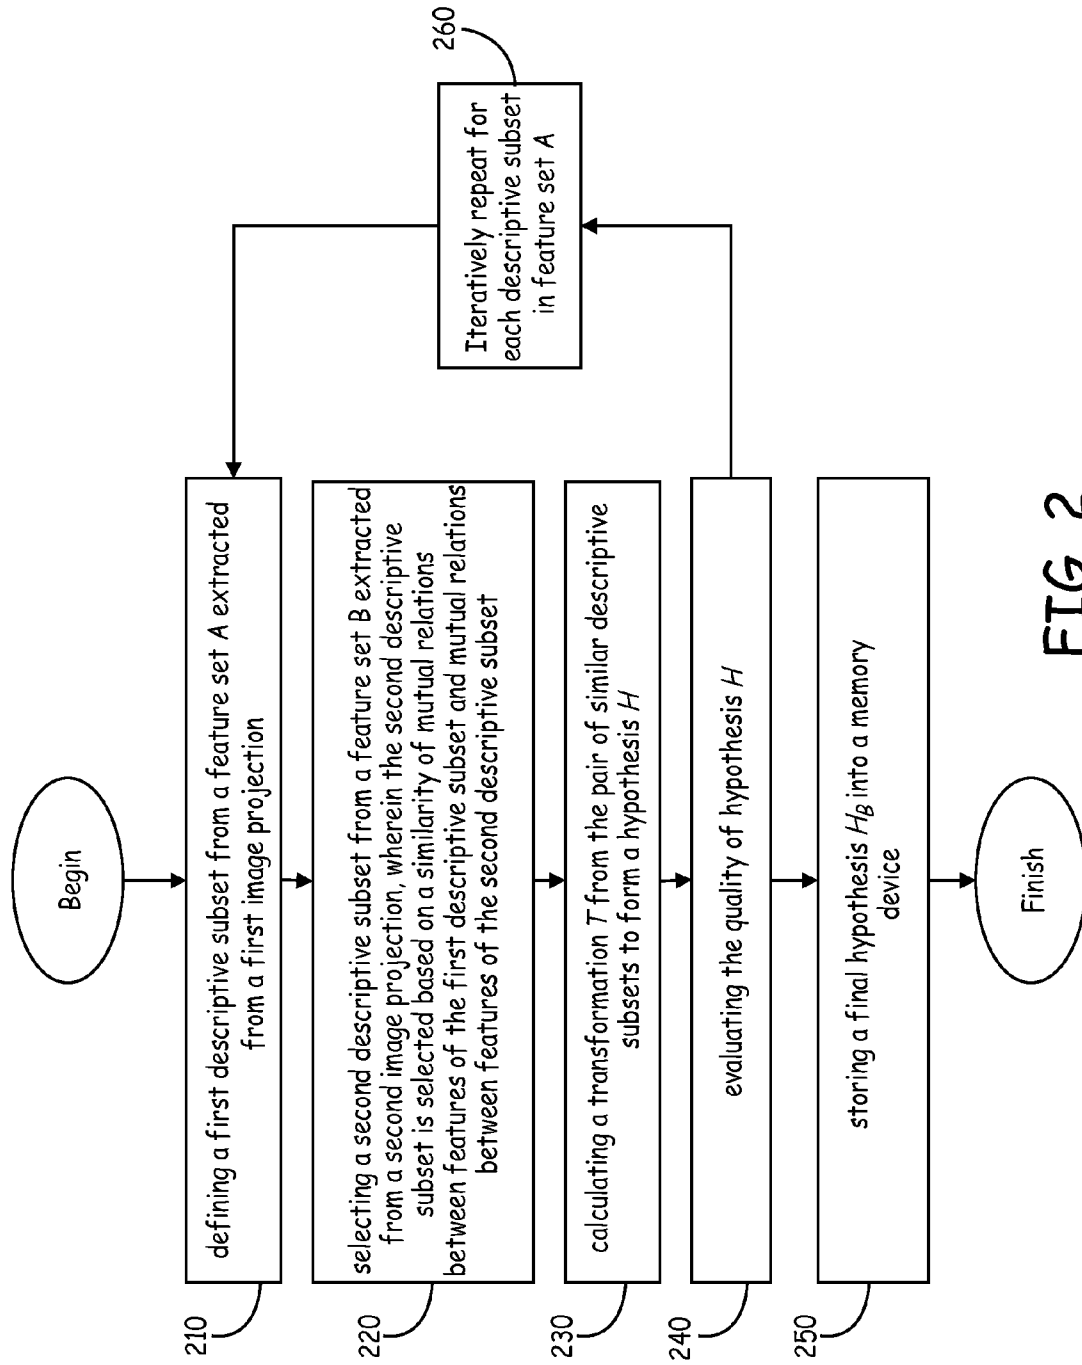 Begin
210
defining a first descriptive subset from a feature set A extracted
from a first image projection
220
selecting a second descriptive subset from a feature set B extracted
from a second image projection, wherein the second descriptive
subset is selected based on a similarity of mutual relations
between features of the first descriptive subset and mutual relations
between features of the second descriptive subset
230
calculating a transformation T from the pair of similar descriptive
subsets to form a hypothesis H
240
evaluating the quality of hypothesis H
260
Iteratively repeat for
each descriptive subset
in feature set A
250
storing a final hypothesis HB into a memory
device
Finish
FIG 2